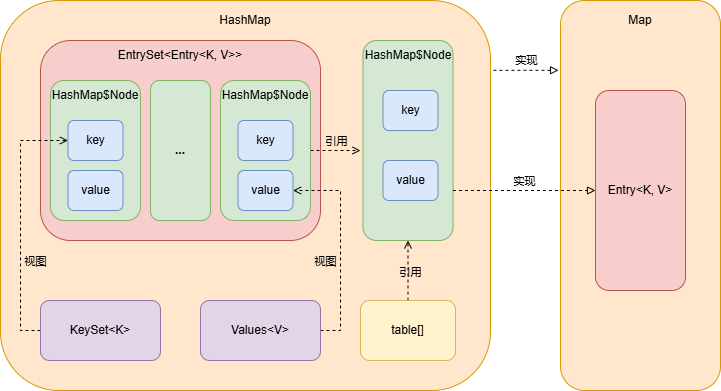 HashMap
Map
EntrySet<Entry<K, V>>
HashMap$Node
实现
HashMap$Node
...
HashMap$Node
key
key
key
引用
value
value
value
实现
Entry<K, V>
视图
视图
引用
KeySet<K>
Values<V>
table[]